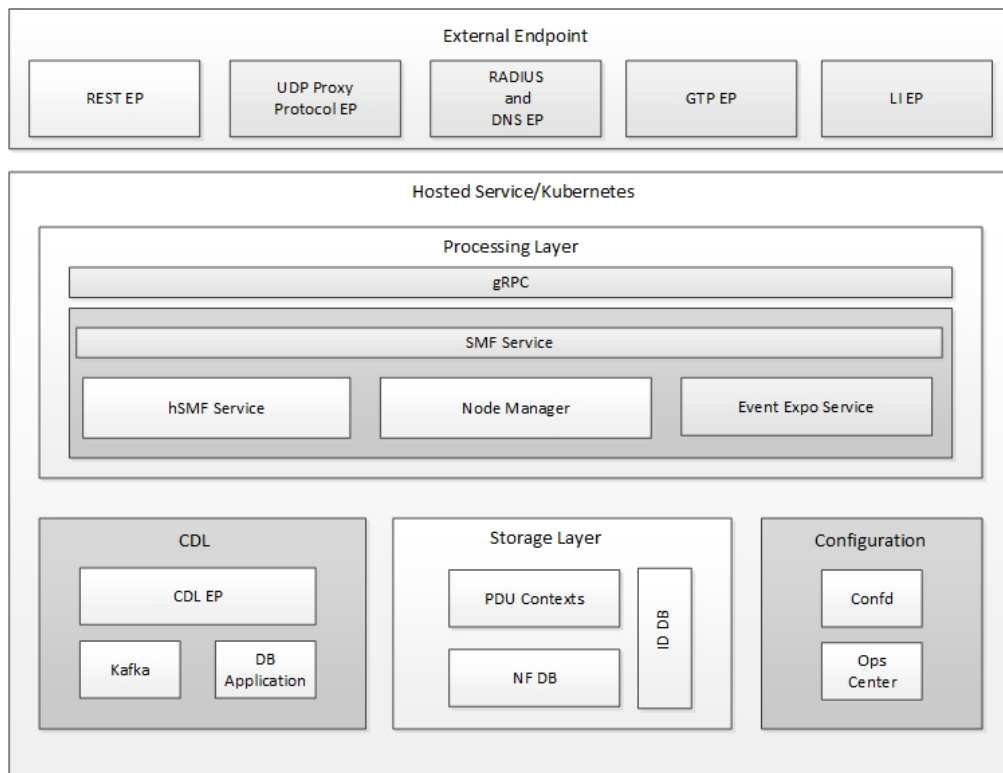 External Endpoint
REST EP
UDP Proxy
Protocol EP
RADIUS
and
DNS EP
GTP EP
LI EP
Hosted Service/Kubernetes
Processing Layer
gRPC
SMF Service
hSMF Service
Node Manager
Event Expo Service
CDL
CDL EP
Kafka
DB
Application
Storage Layer
PDU Contexts
NF DB
ID DB
Configuration
Confd
Ops
Center